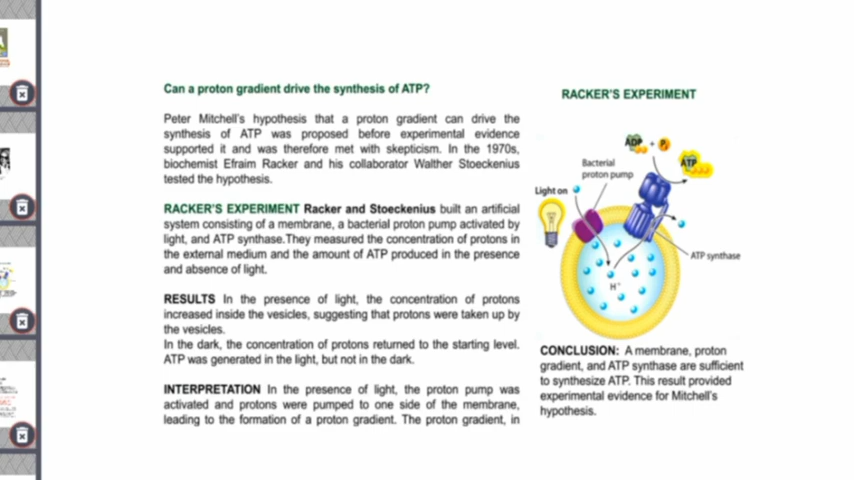 Can a proton gradient drive the synthesis of ATP?
Peter Mitchell's hypothesis that a proton gradient can drive the
synthesis of ATP was proposed before experimental evidence
supported it and was therefore met with skepticism. In the 1970s,
biochemist Efraim Racker and his collaborator Walther Stoeckenius
tested the hypothesis.
RACKER'S EXPERIMENT Racker and Stoeckenius built an artificial
system consisting of a membrane, a bacterial proton pump activated by
light, and ATP synthase.They measured the concentration of protons in
the external medium and the amount of ATP produced in the presence
and absence of light.
RESULTS In the presence of light, the concentration of protons
increased inside the vesicles, suggesting that protons were taken up by
the vesicles.
In the dark, the concentration of protons returned to the starting level.
ATP was generated in the light, but not in the dark.
INTERPRETATION In the presence of light, the proton pump was
activated and protons were pumped to one side of the membrane,
leading to the formation of a proton gradient. The proton gradient, in
RACKER'S EXPERIMENT
ADP + Pi
ATP
Bacterial
proton pump
Light on
ATP synthase
H+
CONCLUSION: A membrane, proton
gradient, and ATP synthase are sufficient
to synthesize ATP. This result provided
experimental evidence for Mitchell's
hypothesis.